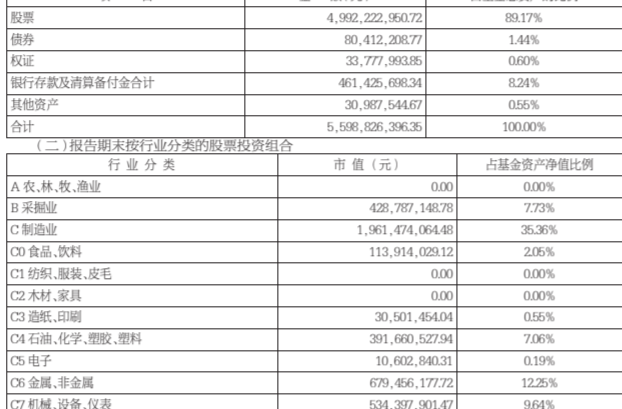 股票 4,992,222,950.72 89.17%
债券 80,412,208.77 1.44%
权证 33,777,993.85 0.60%
银行存款及清算备付金合计 461,425,698.34 8.24%
其他资产 30,987,544.67 0.55%
合计 5,598,826,396.35 100.00%
（二）报告期末按行业分类的股票投资组合
行 业 分 类 市 值（元） 占基金资产净值比例
A 农、林、牧、渔业 0.00 0.00%
B 采掘业 428,787,148.78 7.73%
C 制造业 1,961,474,064.48 35.36%
C0 食品、饮料 113,914,029.12 2.05%
C1 纺织、服装、皮毛 0.00 0.00%
C2 木材、家具 0.00 0.00%
C3 造纸、印刷 30,501,454.04 0.55%
C4 石油、化学、塑胶、塑料 391,660,527.94 7.06%
C5 电子 10,602,840.31 0.19%
C6 金属、非金属 679,456,177.72 12.25%
C7 机械、设备、仪表 534,397,901.47 9.64%